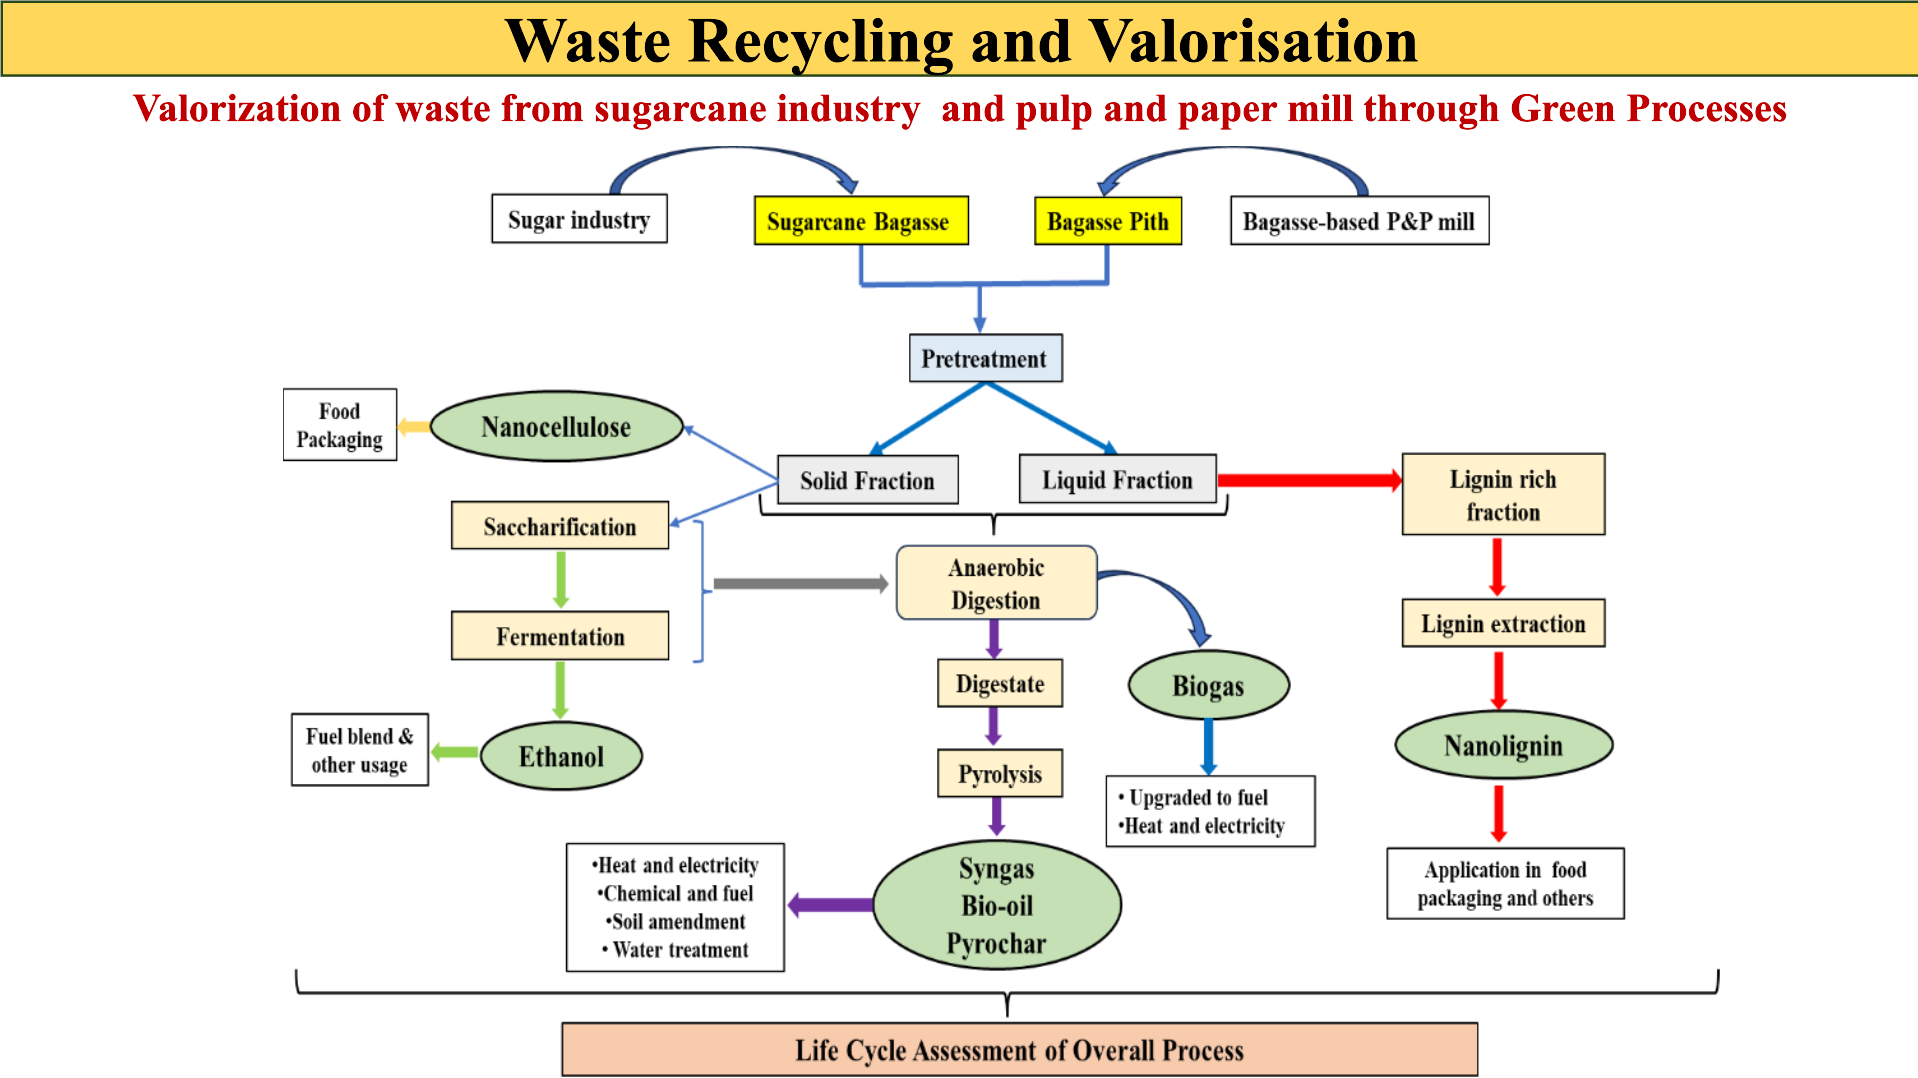 Waste Recycling and Valorisation
Valorization of waste from sugarcane industry and pulp and paper mill through Green Processes
Sugar industry
Sugarcane Bagasse
Bagasse Pith
Bagasse-based P&P mill
Pretreatment
Food
Packaging
Nanocellulose
Solid Fraction
Liquid Fraction
Lignin rich
fraction
Saccharification
Anaerobic
Digestion
Fermentation
Lignin extraction
Digestate
Biogas
Fuel blend &
other usage
Ethanol
Pyrolysis
Nanolignin
• Upgraded to fuel
•Heat and electricity
•Heat and electricity
•Chemical and fuel
•Soil amendment
• Water treatment
Syngas
Bio-oil
Pyrochar
Application in food
packaging and others
Life Cycle Assessment of Overall Process